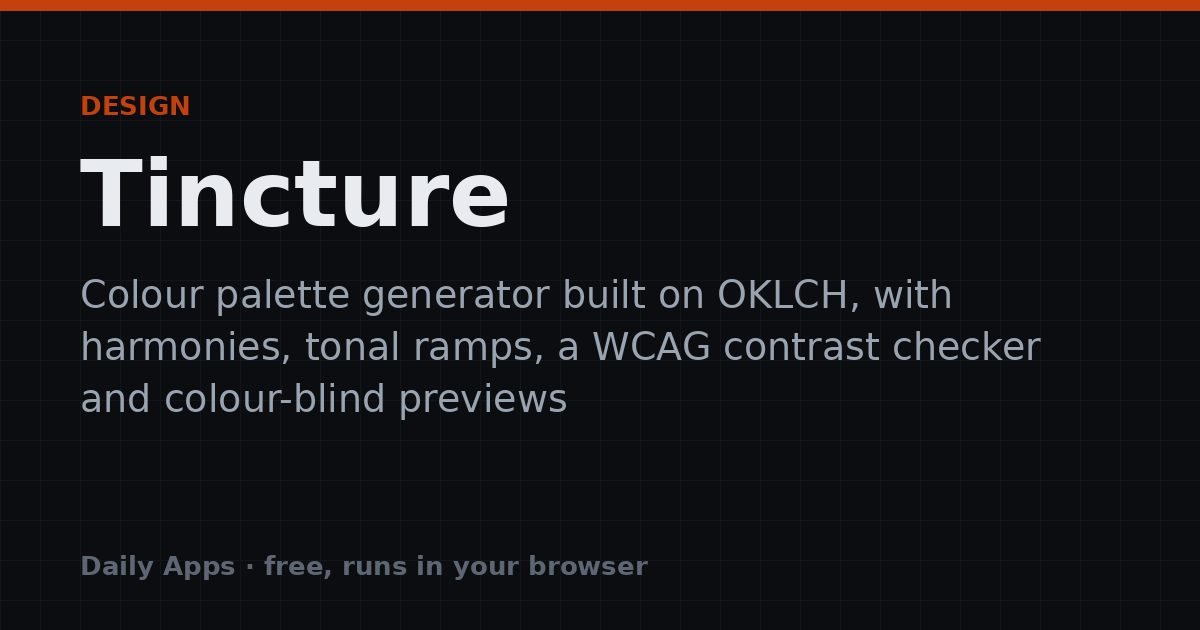 DESIGN
Tincture
Colour palette generator built on OKLCH, with
harmonies, tonal ramps, a WCAG contrast checker
and colour-blind previews
Daily Apps · free, runs in your browser